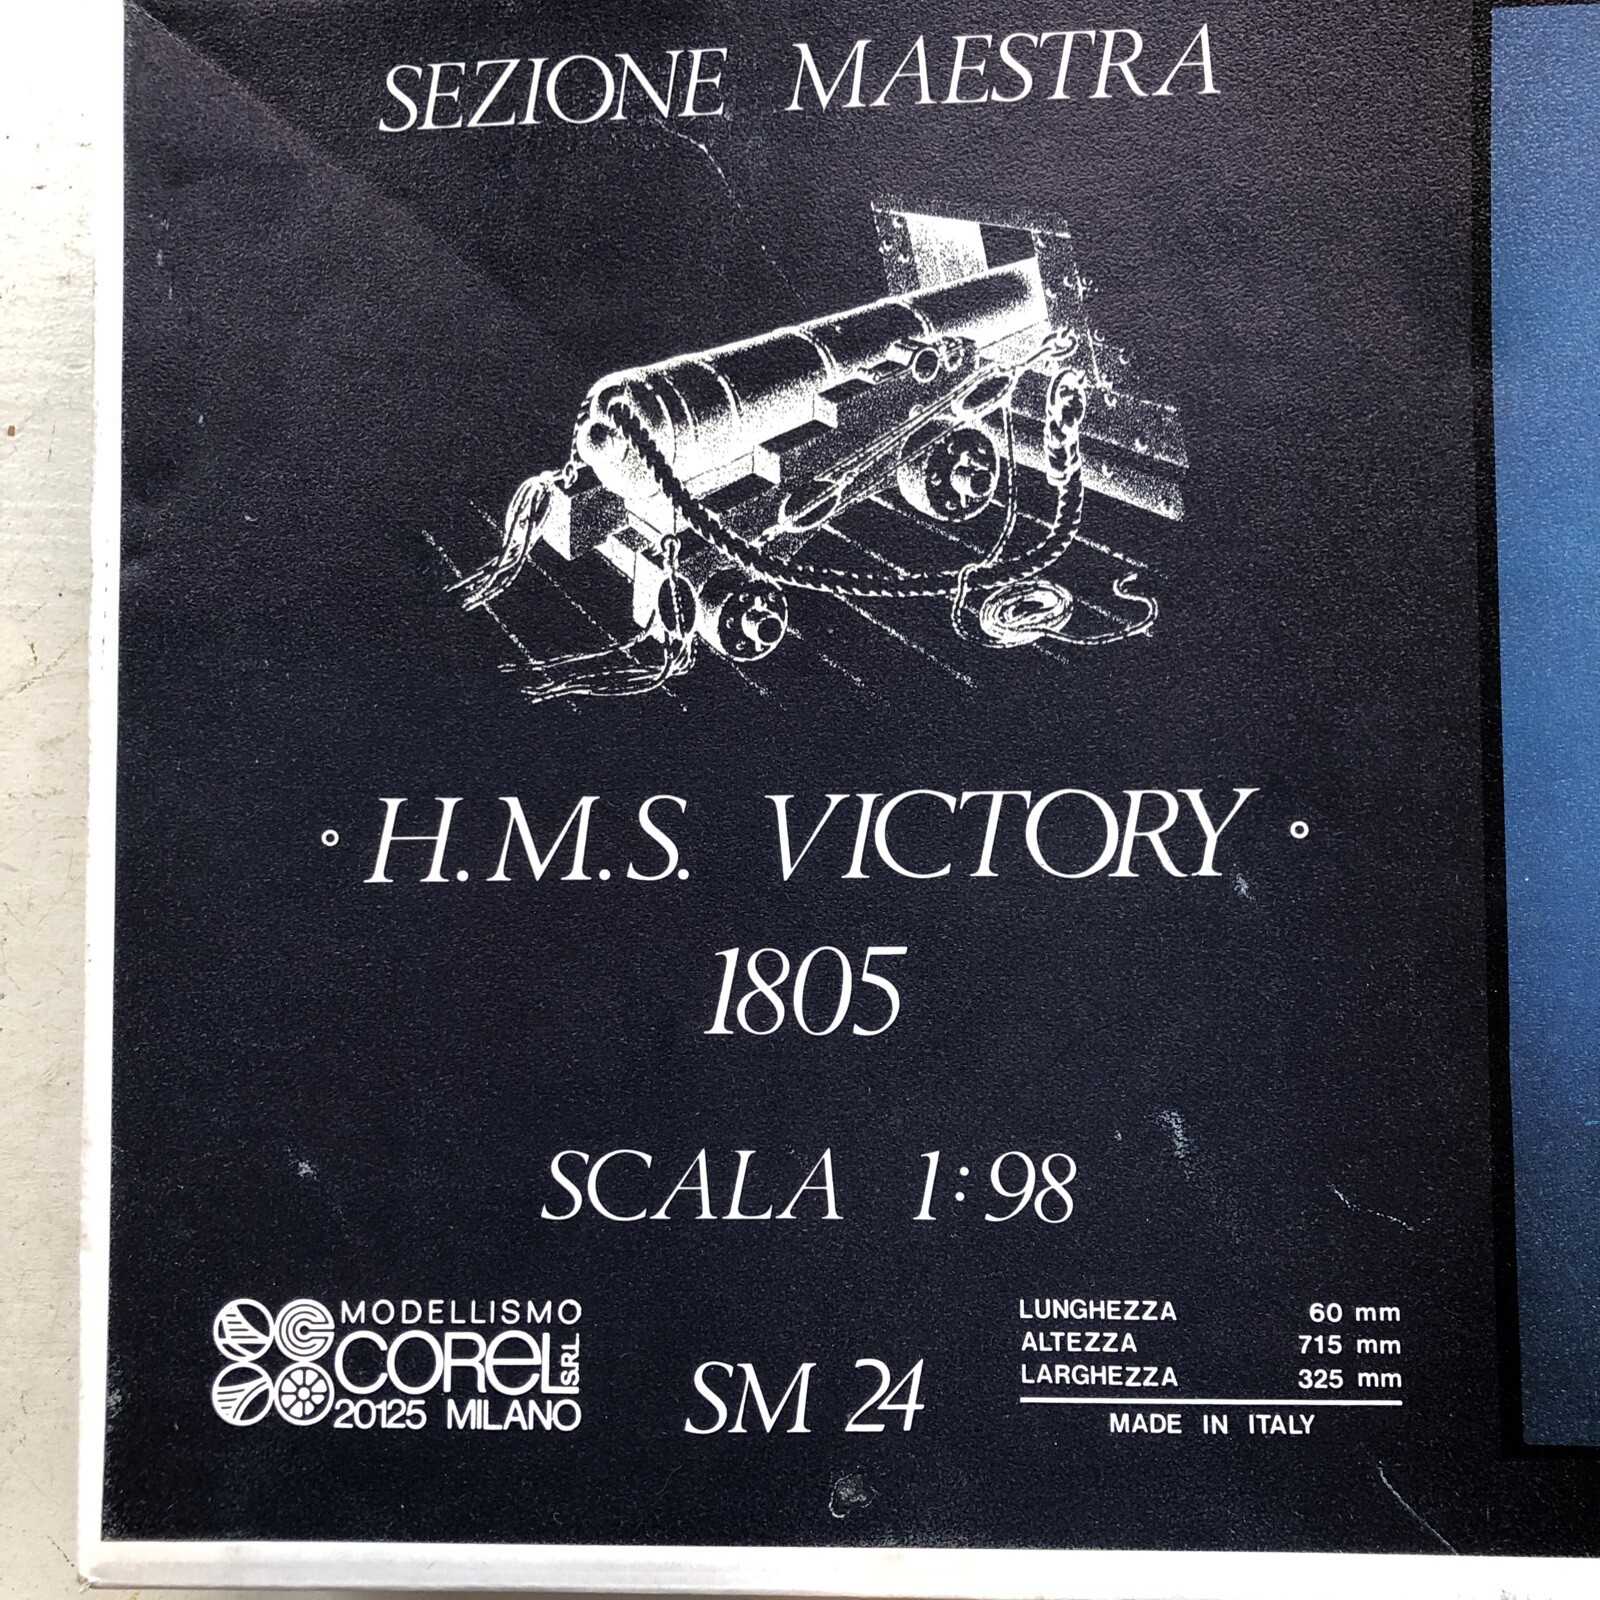 SEZIONE MAESTRA
H.M.S. VICTORY
1805
SCALA 1:98
MODELLISMO
COREL S.R.L.
20125 MILANO
SM 24
LUNGHEZZA 60 mm
ALTEZZA 715 mm
LARGHEZZA 325 mm
MADE IN ITALY